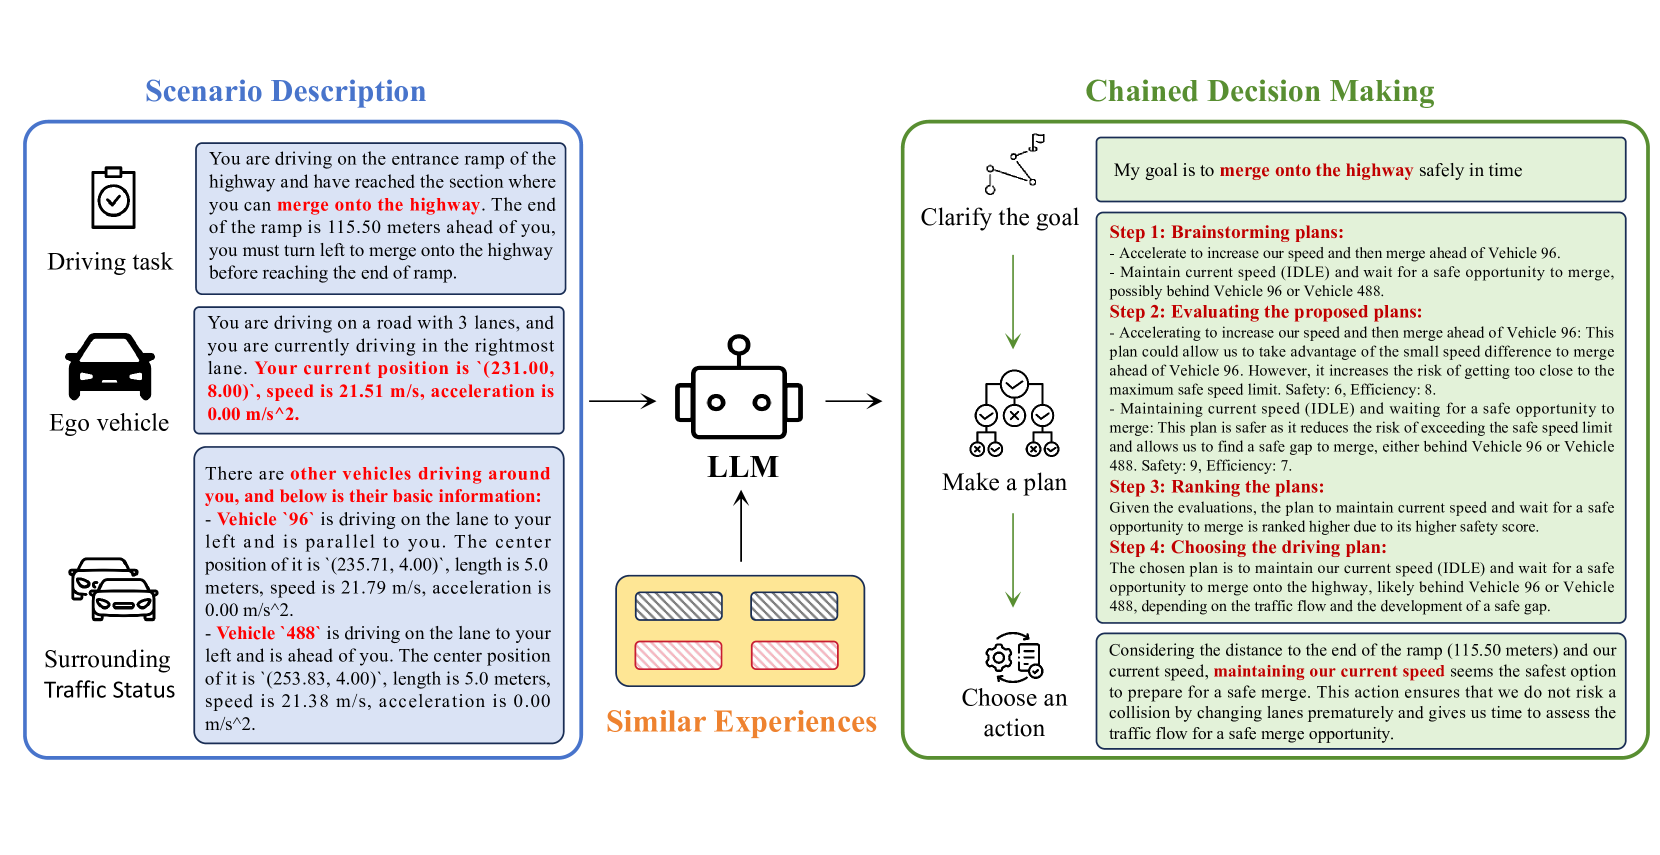 Scenario Description
Driving task
You are driving on the entrance ramp of the
highway and have reached the section where
you can merge onto the highway. The end
of the ramp is 115.50 meters ahead of you,
you must turn left to merge onto the highway
before reaching the end of ramp.
Ego vehicle
You are driving on a road with 3 lanes, and
you are currently driving in the rightmost
lane. Your current position is `(231.00,
8.00)`, speed is 21.51 m/s, acceleration is
0.00 m/s^2.
Surrounding
Traffic Status
There are other vehicles driving around
you, and below is their basic information:
- Vehicle `96` is driving on the lane to your
left and is parallel to you. The center
position of it is `(235.71, 4.00)`, length is 5.0
meters, speed is 21.79 m/s, acceleration is
0.00 m/s^2.
- Vehicle `488` is driving on the lane to your
left and is ahead of you. The center position
of it is `(253.83, 4.00)`, length is 5.0 meters,
speed is 21.38 m/s, acceleration is 0.00
m/s^2.
LLM
Similar Experiences
Chained Decision Making
Clarify the goal
My goal is to merge onto the highway safely in time
Make a plan
Step 1: Brainstorming plans:
- Accelerate to increase our speed and then merge ahead of Vehicle 96.
- Maintain current speed (IDLE) and wait for a safe opportunity to merge,
possibly behind Vehicle 96 or Vehicle 488.
Step 2: Evaluating the proposed plans:
- Accelerating to increase our speed and then merge ahead of Vehicle 96: This
plan could allow us to take advantage of the small speed difference to merge
ahead of Vehicle 96. However, it increases the risk of getting too close to the
maximum safe speed limit. Safety: 6, Efficiency: 8.
- Maintaining current speed (IDLE) and waiting for a safe opportunity to
merge: This plan is safer as it reduces the risk of exceeding the safe speed limit
and allows us to find a safe gap to merge, either behind Vehicle 96 or Vehicle
488. Safety: 9, Efficiency: 7.
Step 3: Ranking the plans:
Given the evaluations, the plan to maintain current speed and wait for a safe
opportunity to merge is ranked higher due to its higher safety score.
Step 4: Choosing the driving plan:
The chosen plan is to maintain our current speed (IDLE) and wait for a safe
opportunity to merge onto the highway, likely behind Vehicle 96 or Vehicle
488, depending on the traffic flow and the development of a safe gap.
Choose an
action
Considering the distance to the end of the ramp (115.50 meters) and our
current speed, maintaining our current speed seems the safest option
to prepare for a safe merge. This action ensures that we do not risk a
collision by changing lanes prematurely and gives us time to assess the
traffic flow for a safe merge opportunity.